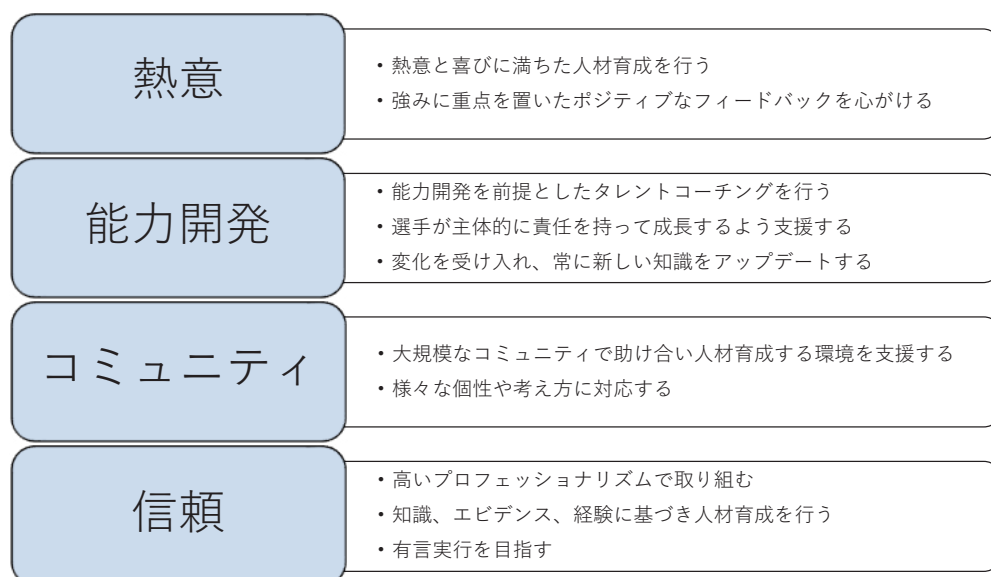 熱意
・熱意と喜びに満ちた人材育成を行う
・強みに重点を置いたポジティブなフィードバックを心がける
能力開発
・能力開発を前提としたタレントコーチングを行う
・選手が主体的に責任を持って成長するよう支援する
・変化を受け入れ、常に新しい知識をアップデートする
コミュニティ
・大規模なコミュニティで助け合い人材育成する環境を支援する
・様々な個性や考え方に対応する
信頼
・高いプロフェッショナリズムで取り組む
・知識、エビデンス、経験に基づき人材育成を行う
・有言実行を目指す